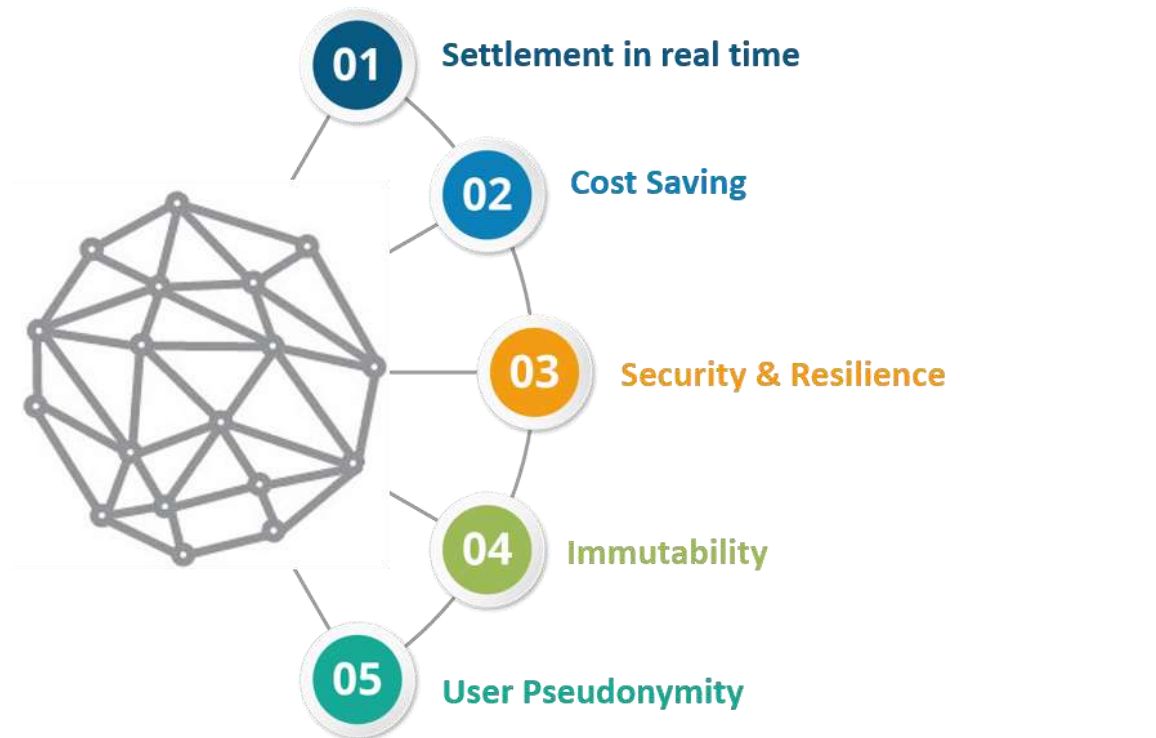 01 Settlement in real time
02 Cost Saving
03 Security & Resilience
04 Immutability
05 User Pseudonymity